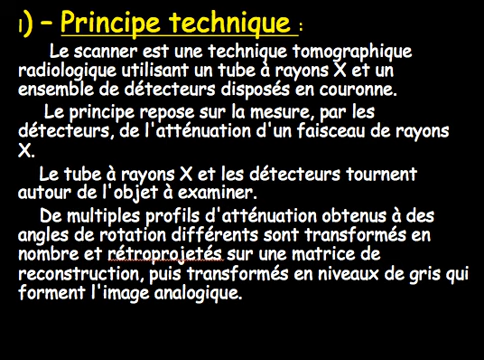 I) – Principe technique :
Le scanner est une technique tomographique
radiologique utilisant un tube à rayons X et un
ensemble de détecteurs disposés en couronne.
Le principe repose sur la mesure, par les
détecteurs, de l'atténuation d'un faisceau de rayons
X.
Le tube à rayons X et les détecteurs tournent
autour de l'objet à examiner.
De multiples profils d'atténuation obtenus à des
angles de rotation différents sont transformés en
nombre et rétroprojetés sur une matrice de
reconstruction, puis transformés en niveaux de gris qui
forment l'image analogique.